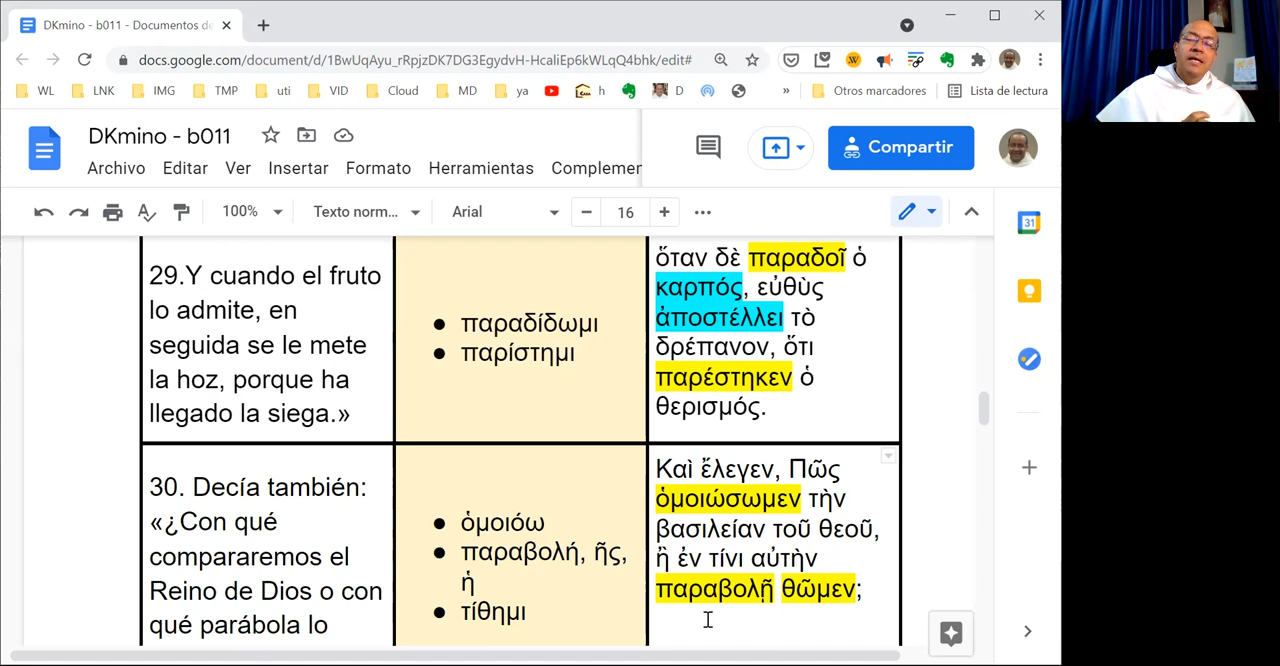 DKmino - b011 - Documentos de
docs.google.com/document/d/1BwUqAyu_rRpjzDK7DG3EgydvH-HcaliEp6kWLqQ4bhk/edit#
WL LNK IMG TMP uti VID Cloud MD ya h D » Otros marcadores Lista de lectura
DKmino - b011
Compartir
Archivo Editar Ver Insertar Formato Herramientas Complemen
100% Texto norm... Arial 16
31
29.Y cuando el fruto
lo admite, en
seguida se le mete
la hoz, porque ha
llegado la siega.»
● παραδίδωμι
● παρίστημι
ὅταν δὲ παραδοῖ ὁ
καρπός, εὐθὺς
ἀποστέλλει τὸ
δρέπανον, ὅτι
παρέστηκεν ὁ
θερισμός.
30. Decía también:
«¿Con qué
compararemos el
Reino de Dios o con
qué parábola lo
● ὁμοιόω
● παραβολή, ῆς,
ἡ
● τίθημι
Καὶ ἔλεγεν, Πῶς
ὁμοιώσωμεν τὴν
βασιλείαν τοῦ θεοῦ,
ἢ ἐν τίνι αὐτὴν
παραβολῇ θῶμεν;